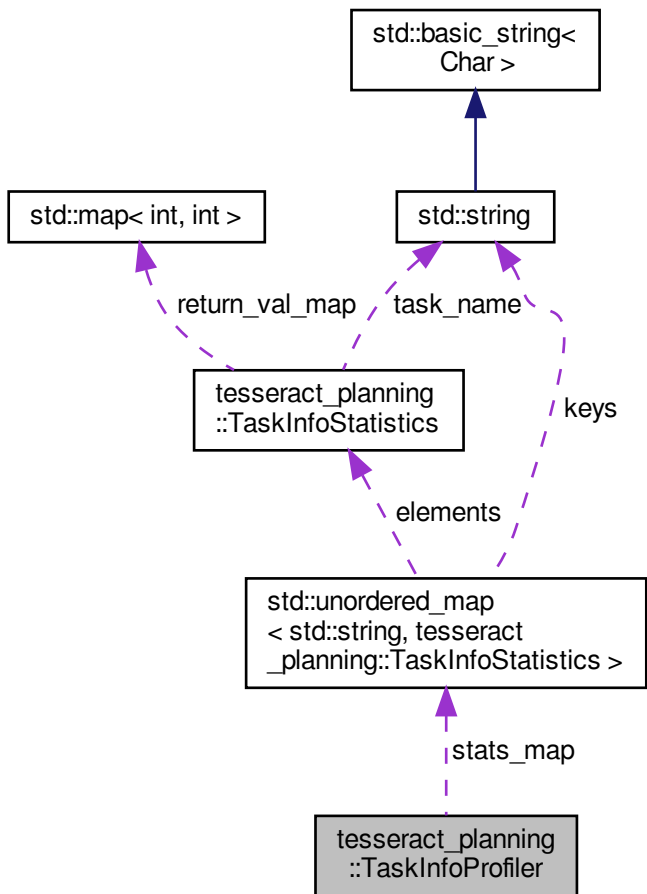 std::basic_string<
Char >
std::map< int, int >
std::string
return_val_map
task_name
tesseract_planning
::TaskInfoStatistics
keys
elements
std::unordered_map
< std::string, tesseract
_planning::TaskInfoStatistics >
stats_map
tesseract_planning
::TaskInfoProfiler